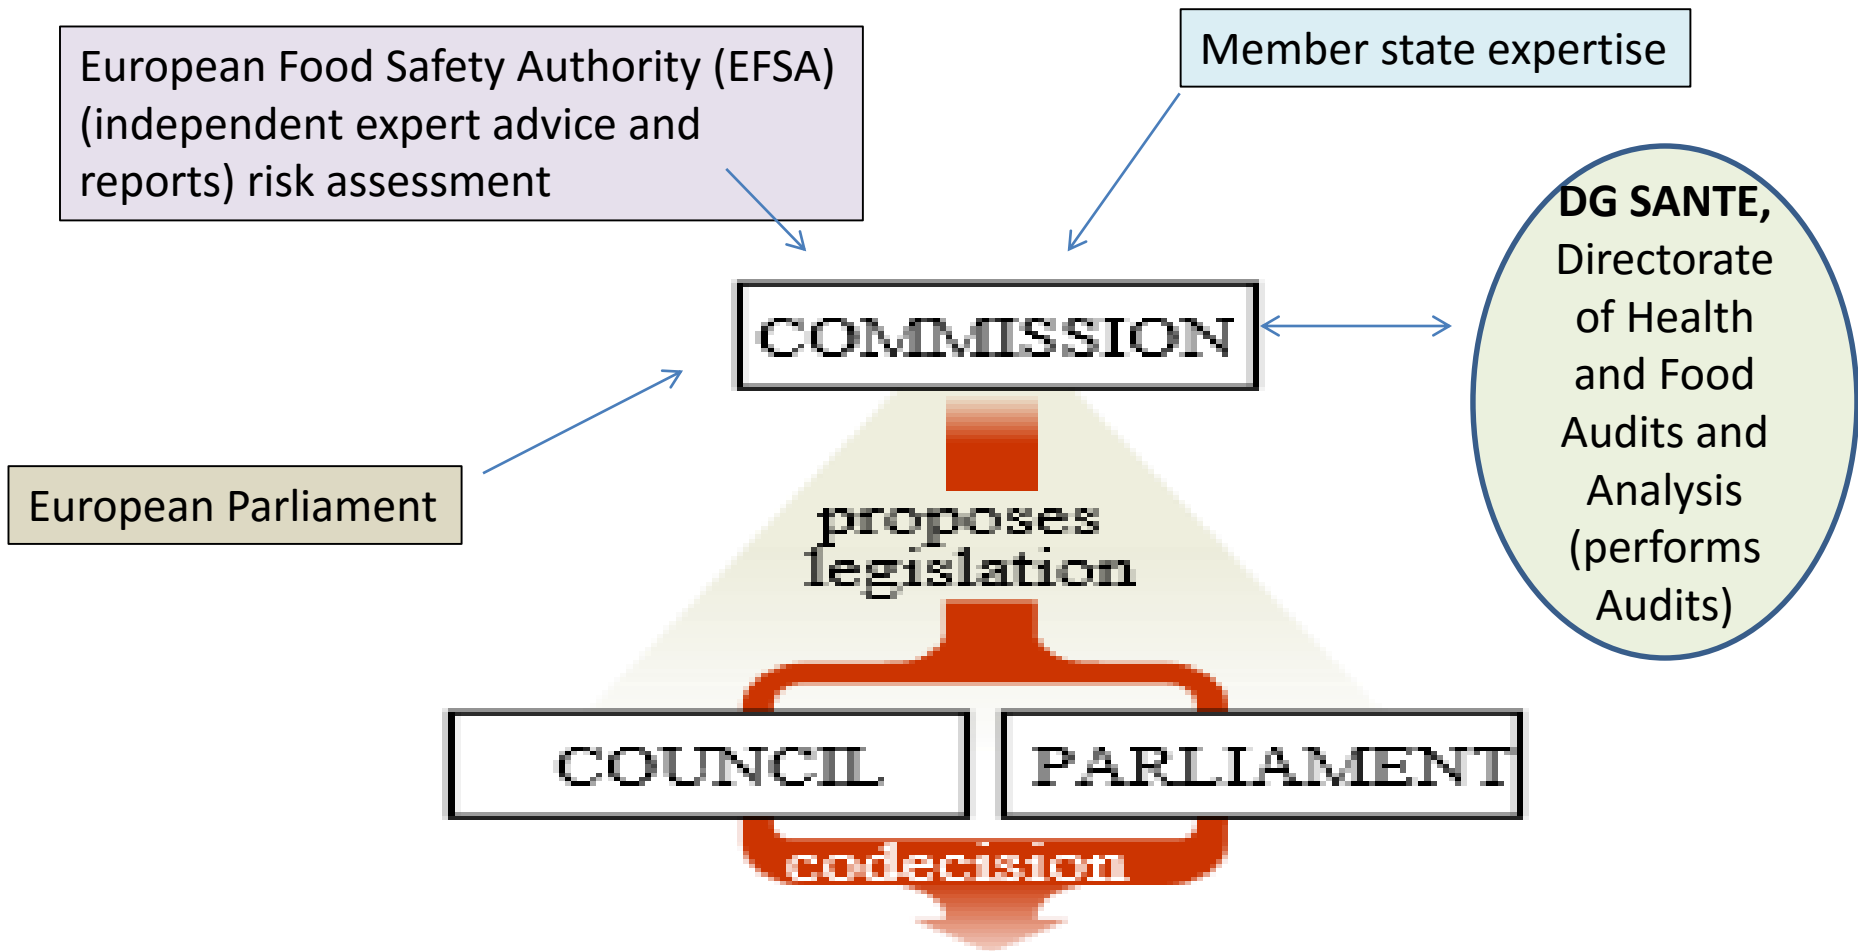 European Food Safety Authority (EFSA)
(independent expert advice and
reports) risk assessment
Member state expertise
DG SANTE,
Directorate
of Health
and Food
Audits and
Analysis
(performs
Audits)
COMMISSION
European Parliament
proposes
legislation
COUNCIL
PARLIAMENT
codecision